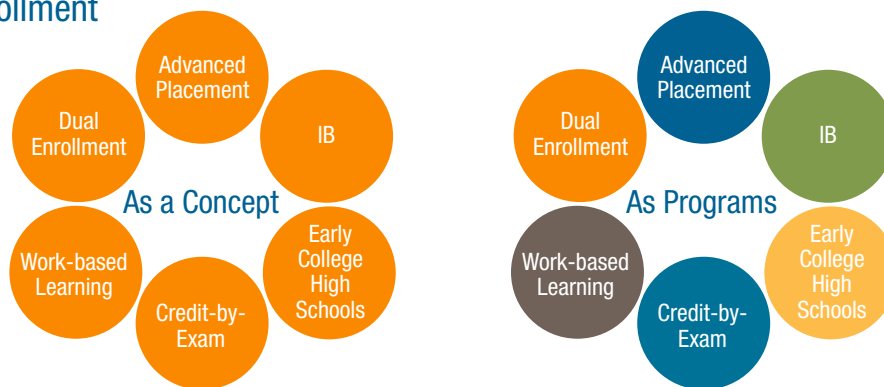 Advanced
Placement
Dual
Enrollment
IB
As a Concept
Work-based
Learning
Early
College
High
Schools
Credit-by-
Exam
Advanced
Placement
Dual
Enrollment
IB
As Programs
Work-based
Learning
Early
College
High
Schools
Credit-by-
Exam